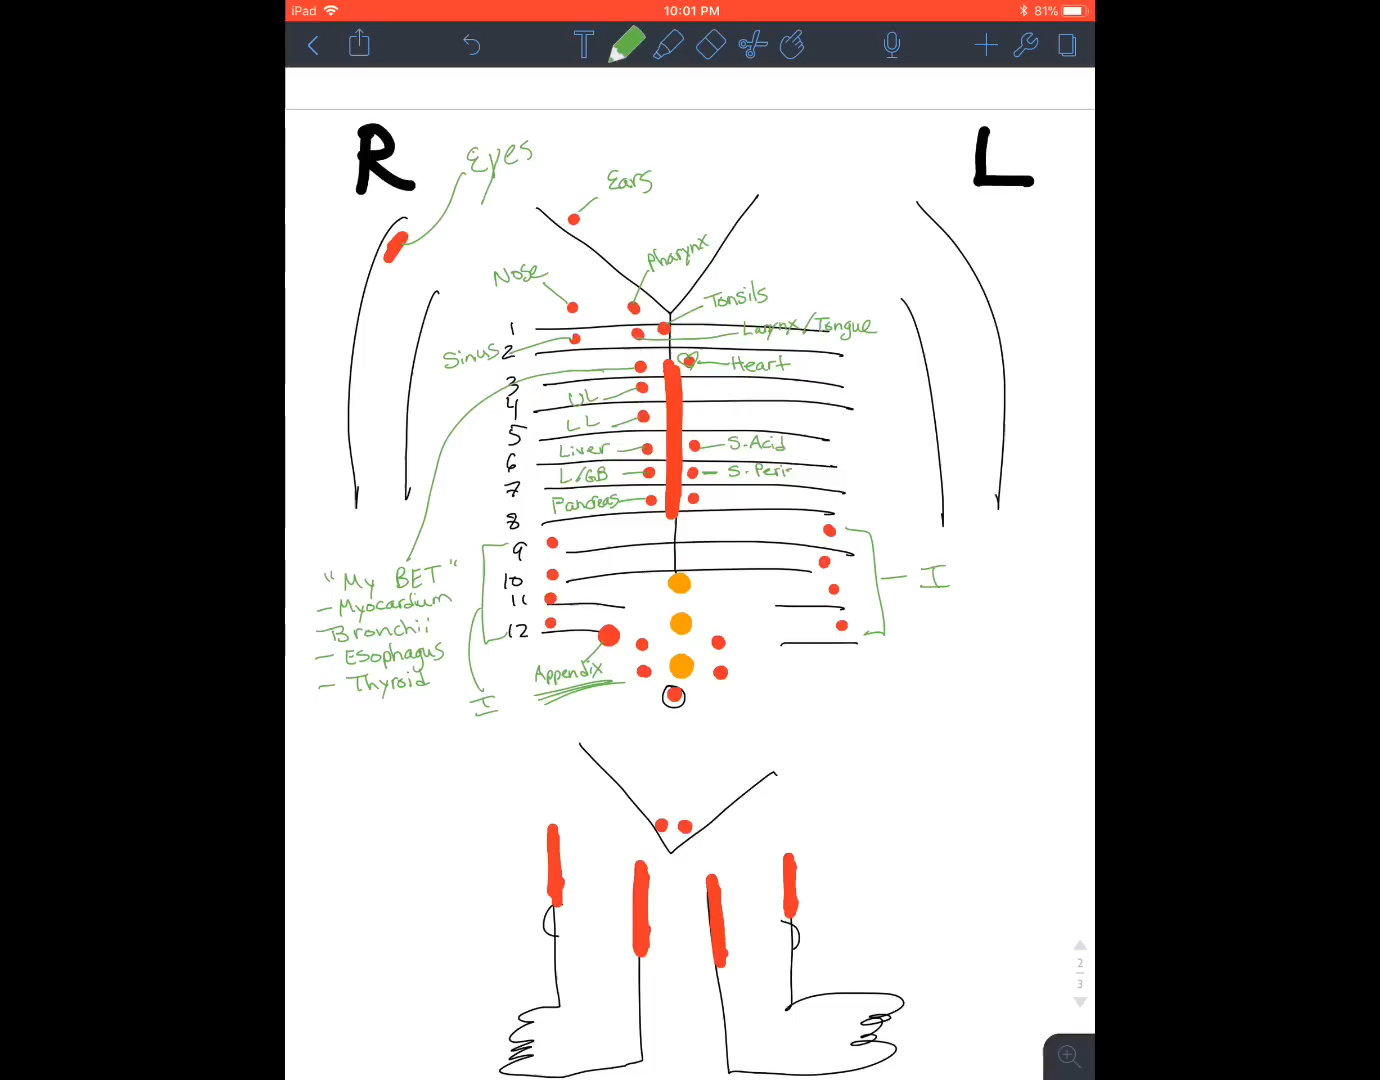 iPad
10:01 PM
81%
T
R
L
Eyes
Ears
Pharynx
Nose
Tonsils
Larynx/Tongue
1
Sinus
2
Heart
3
UL
4
LL
5
Liver
S-Acid
6
L/GB
S-Peri-
7
Pancreas
8
9
"My BET"
10
I
- Myocardium
11
- Bronchii
12
- Esophagus
Appendix
- Thyroid
I
2
3